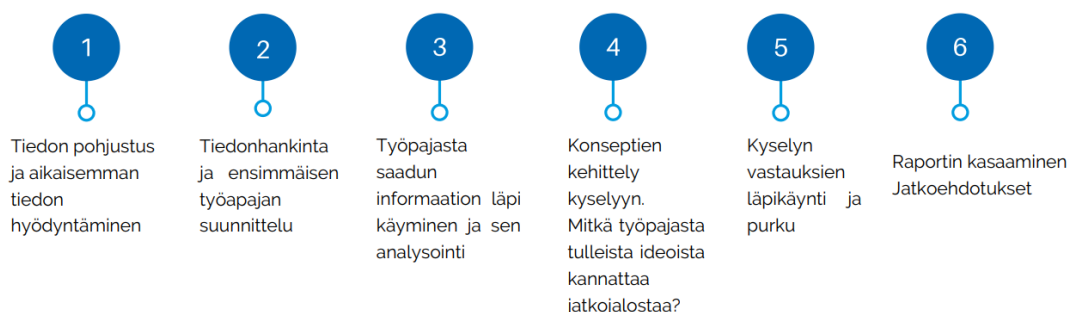 1
Tiedon pohjustus
ja aikaisemman
tiedon
hyödyntäminen
2
Tiedonhankinta
ja ensimmäisen
työapajan
suunnittelu
3
Työpajasta
saadun
informaation läpi
käyminen ja sen
analysointi
4
Konseptien
kehittely
kyselyyn.
Mitkä työpajasta
tulleista ideoista
kannattaa
jatkojalostaa?
5
Kyselyn
vastauksien
läpikäynti ja
purku
6
Raportin kasaaminen
Jatkoehdotukset